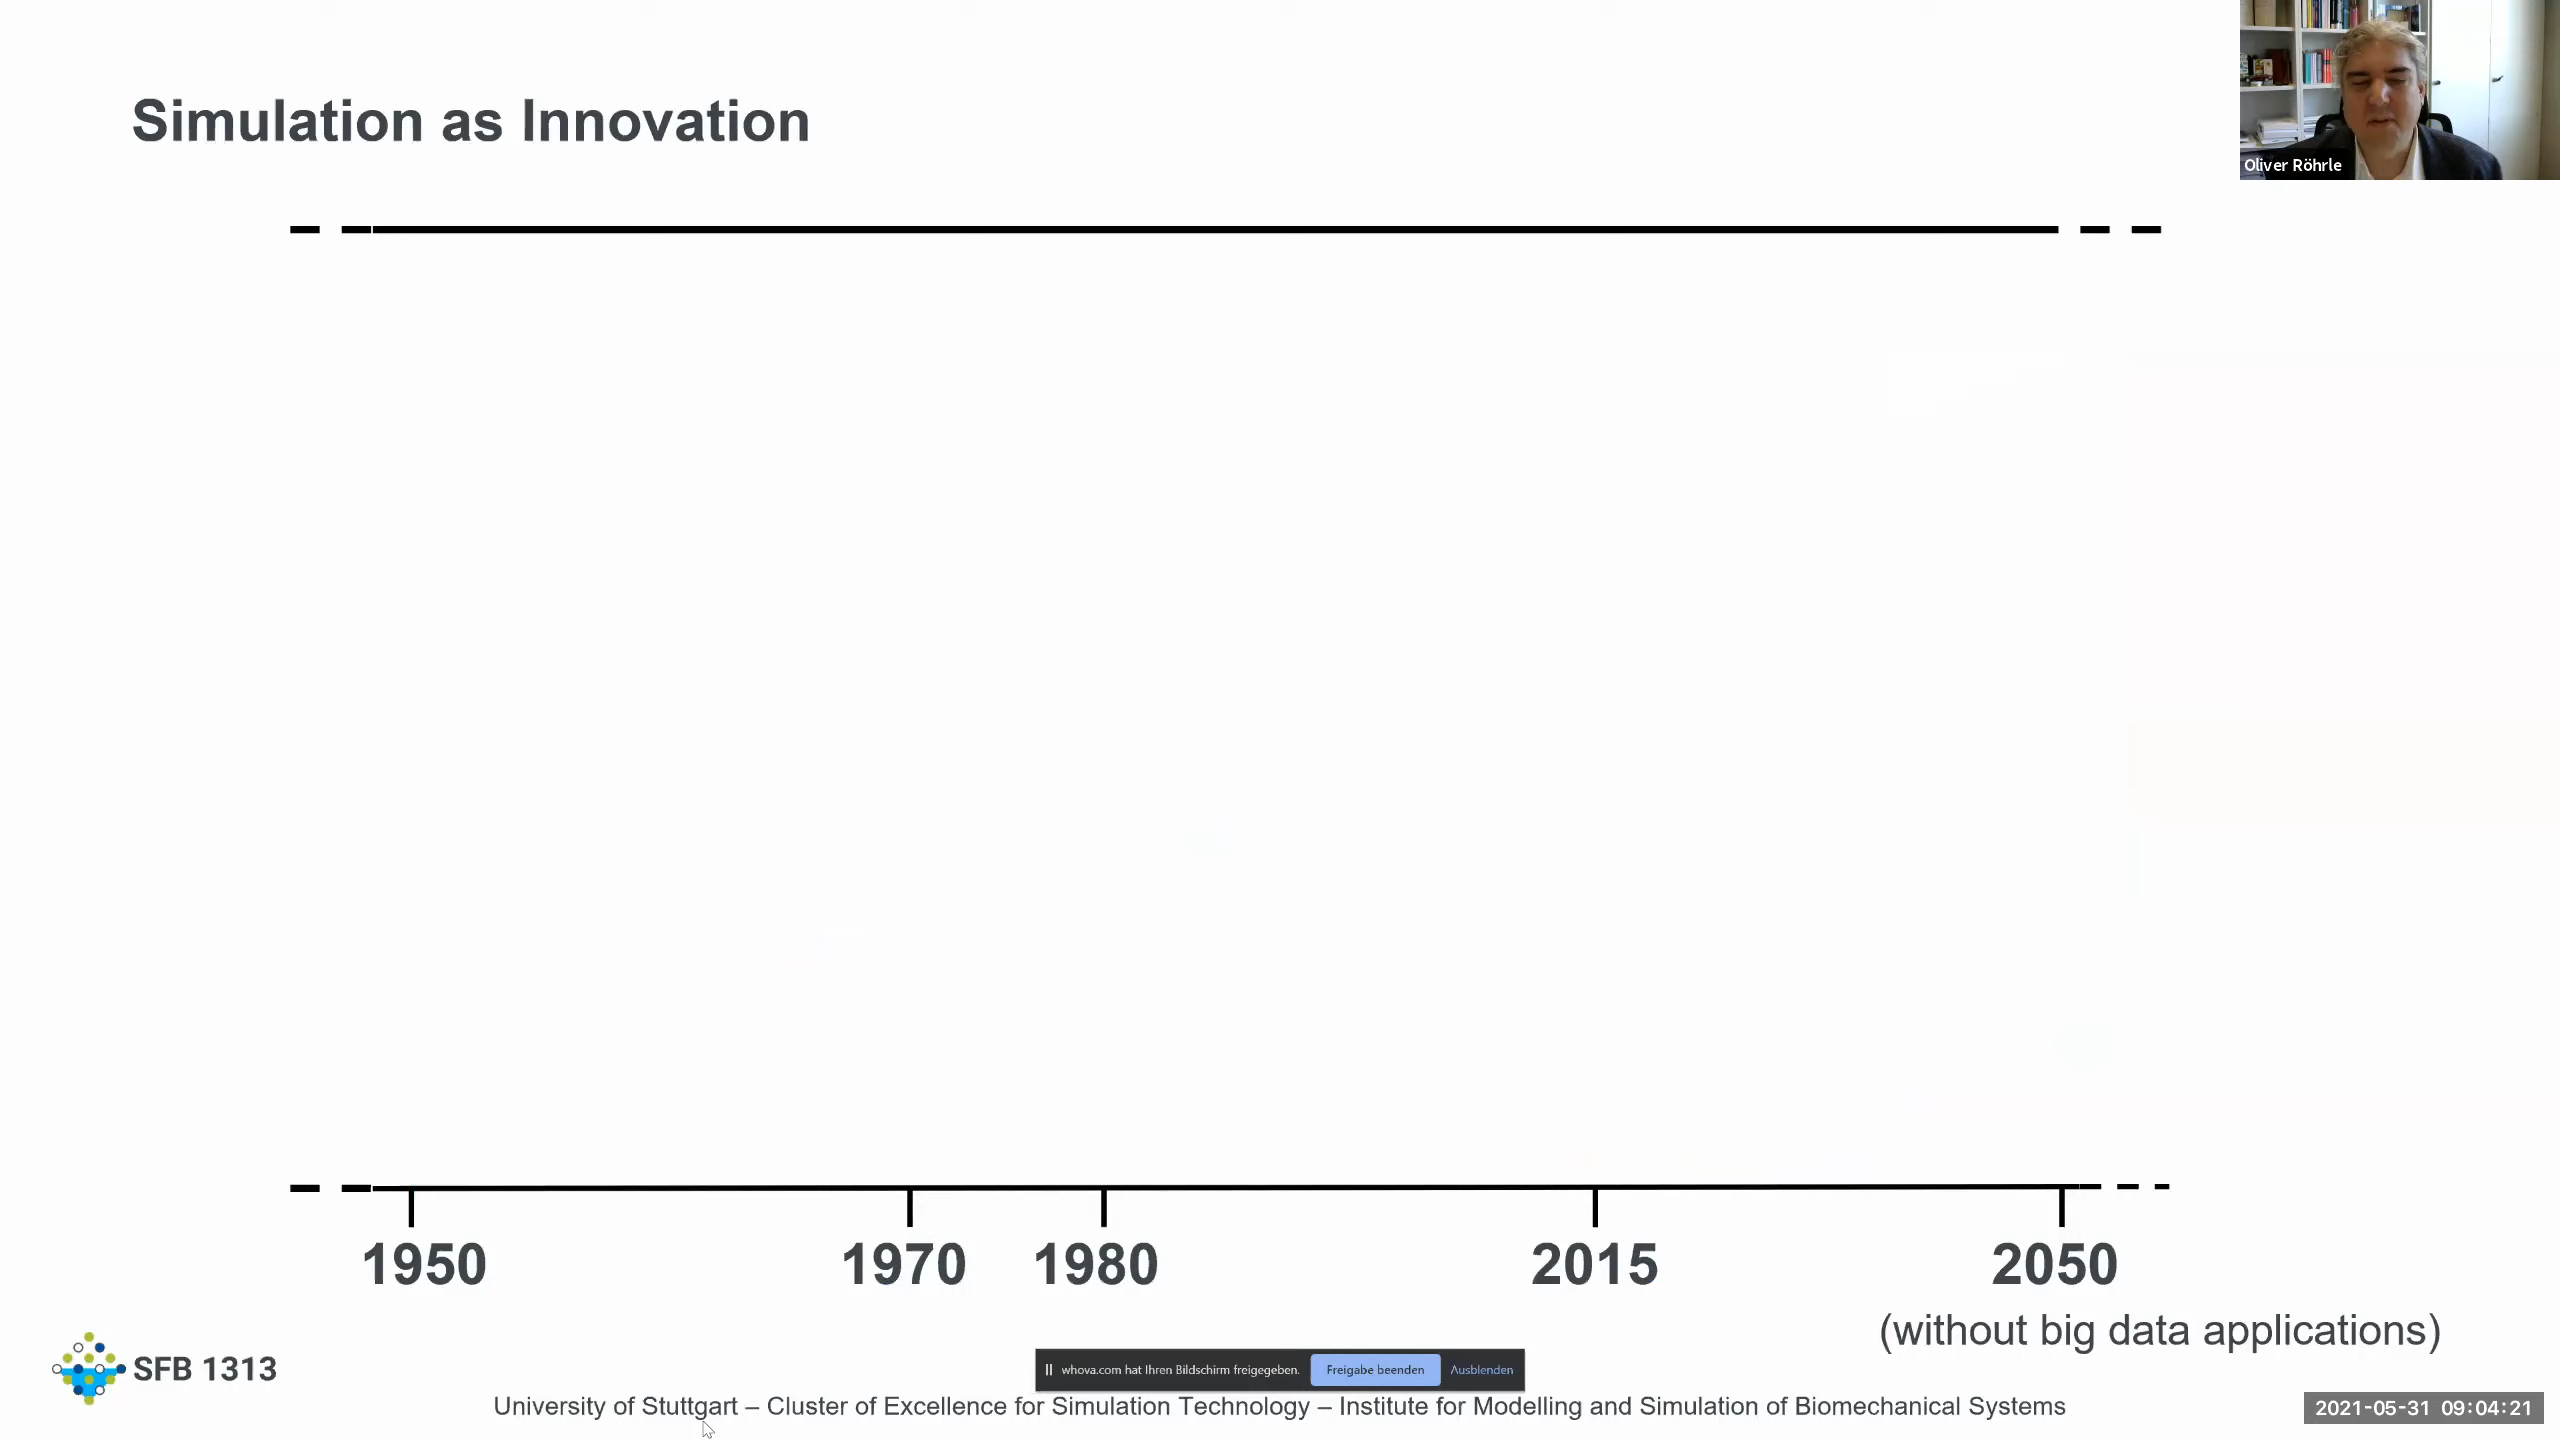 Simulation as Innovation
Oliver Röhrle
1950 1970 1980 2015 2050
(without big data applications)
SFB 1313
whova.com hat Ihren Bildschirm freigegeben. Freigabe beenden Ausblenden
University of Stuttgart – Cluster of Excellence for Simulation Technology – Institute for Modelling and Simulation of Biomechanical Systems
2021-05-31 09:04:21